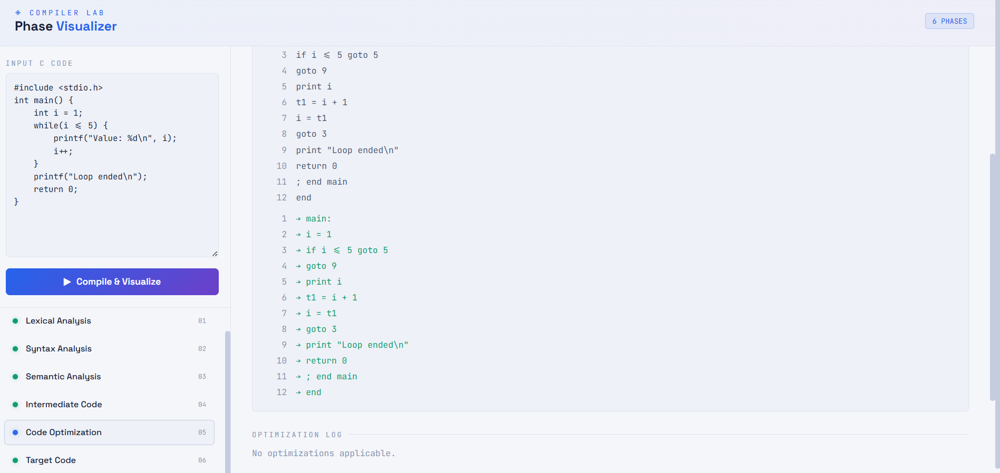 ◈ COMPILER LAB
Phase Visualizer
6 PHASES
INPUT C CODE
#include <stdio.h>
int main() {
    int i = 1;
    while(i <= 5) {
        printf("Value: %d\n", i);
        i++;
    }
    printf("Loop ended\n");
    return 0;
}
▶ Compile & Visualize
Lexical Analysis 01
Syntax Analysis 02
Semantic Analysis 03
Intermediate Code 04
Code Optimization 05
Target Code 06
3 if i <= 5 goto 5
4 goto 9
5 print i
6 t1 = i + 1
7 i = t1
8 goto 3
9 print "Loop ended\n"
10 return 0
11 ; end main
12 end
1 → main:
2 → i = 1
3 → if i <= 5 goto 5
4 → goto 9
5 → print i
6 → t1 = i + 1
7 → i = t1
8 → goto 3
9 → print "Loop ended\n"
10 → return 0
11 → ; end main
12 → end
OPTIMIZATION LOG
No optimizations applicable.